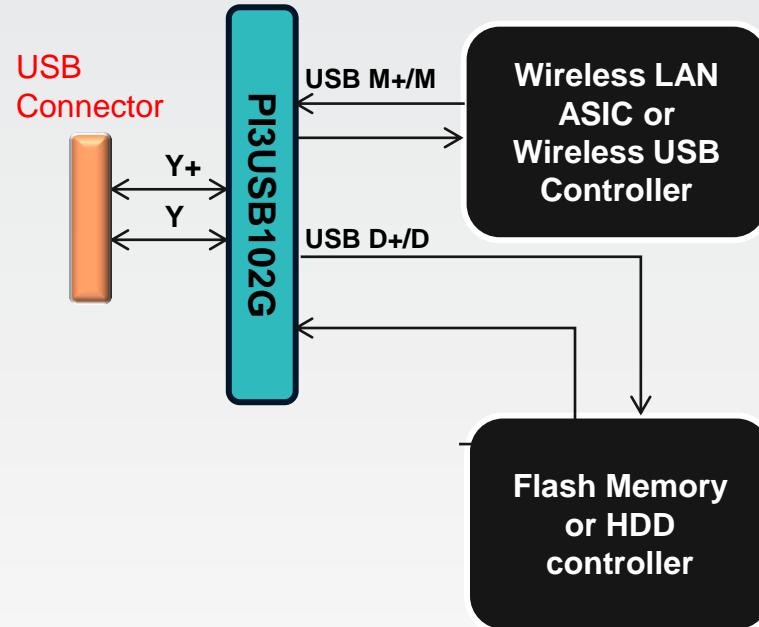 USB
Connector
Y+
Y
PI3USB102G
USB M+/M
USB D+/D
Wireless LAN
ASIC or
Wireless USB
Controller
Flash Memory
or HDD
controller